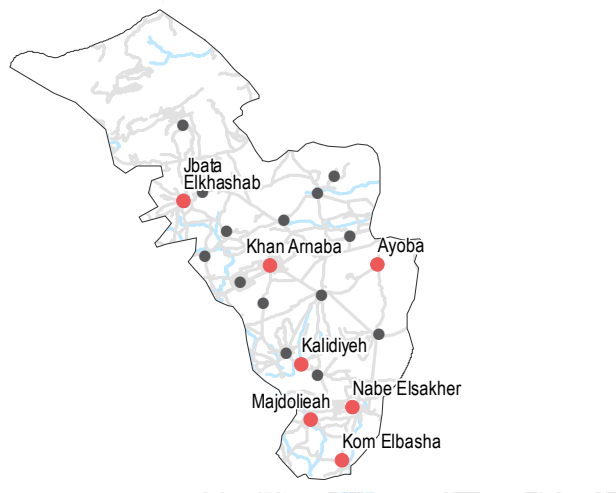 Jbata
Elkhashab
Khan Arnaba
Ayoba
Kalidiyeh
Nabe Elsakher
Majdolieah
Kom Elbasha